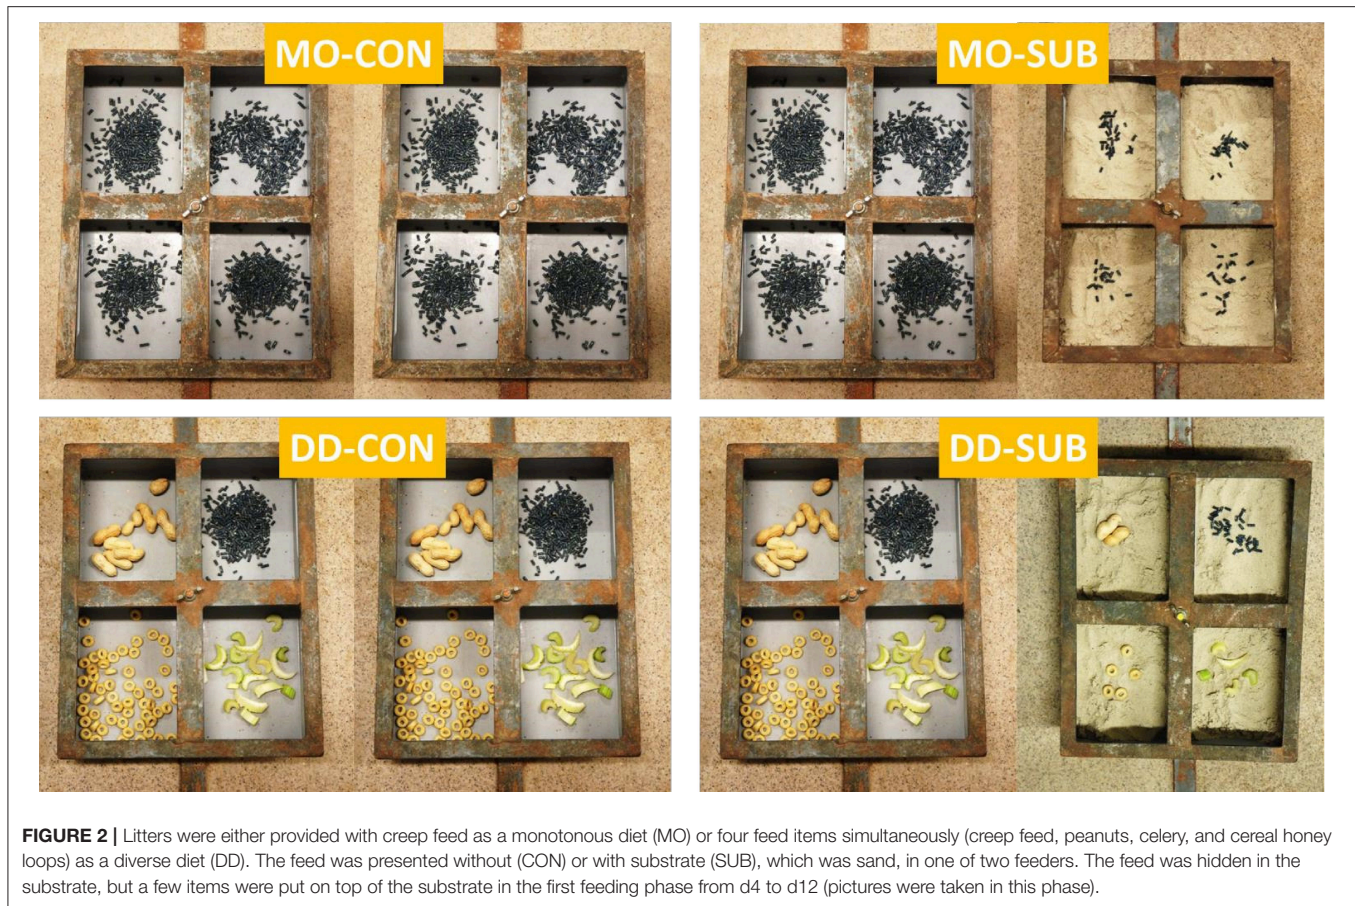 MO-CON
MO-SUB
DD-CON
DD-SUB
FIGURE 2 | Litters were either provided with creep feed as a monotonous diet (MO) or four feed items simultaneously (creep feed, peanuts, celery, and cereal honey
loops) as a diverse diet (DD). The feed was presented without (CON) or with substrate (SUB), which was sand, in one of two feeders. The feed was hidden in the
substrate, but a few items were put on top of the substrate in the first feeding phase from d4 to d12 (pictures were taken in this phase).